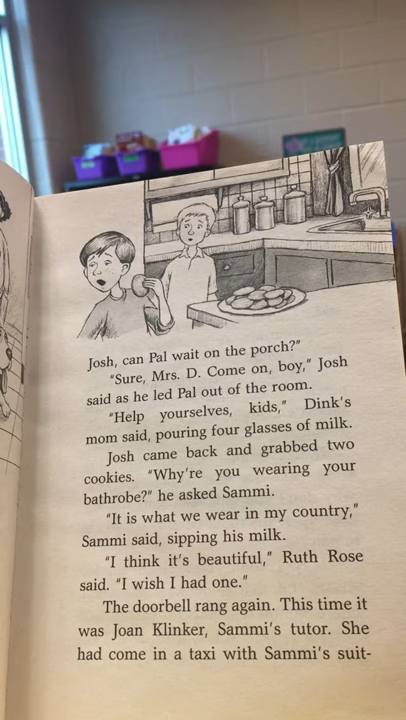 Josh, can Pal wait on the porch?”
“Sure, Mrs. D. Come on, boy,” Josh
said as he led Pal out of the room.
“Help yourselves, kids,” Dink’s
mom said, pouring four glasses of milk.
Josh came back and grabbed two
cookies. “Why’re you wearing your
bathrobe?” he asked Sammi.
“It is what we wear in my country,”
Sammi said, sipping his milk.
“I think it’s beautiful,” Ruth Rose
said. “I wish I had one.”
The doorbell rang again. This time it
was Joan Klinker, Sammi’s tutor. She
had come in a taxi with Sammi’s suit-